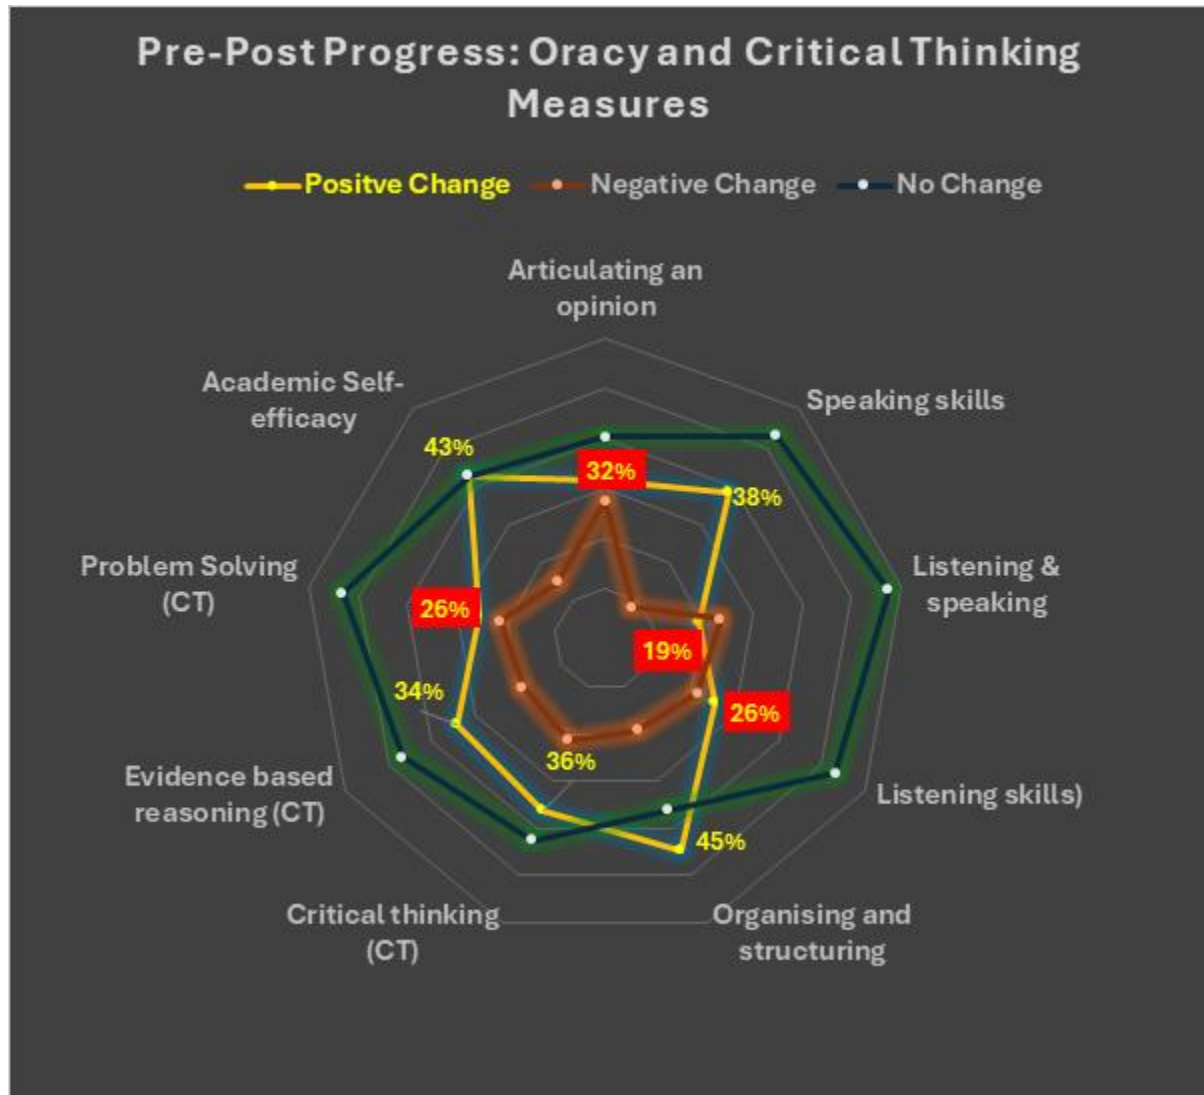 Pre-Post Progress: Oracy and Critical Thinking
Measures
Positve Change
Negative Change
No Change
Articulating an
opinion
Academic Self-
efficacy
Speaking skills
43%
32%
38%
Problem Solving
(CT)
Listening &
speaking
26%
19%
34%
26%
36%
Evidence based
reasoning (CT)
Listening skills)
45%
Critical thinking
(CT)
Organising and
structuring